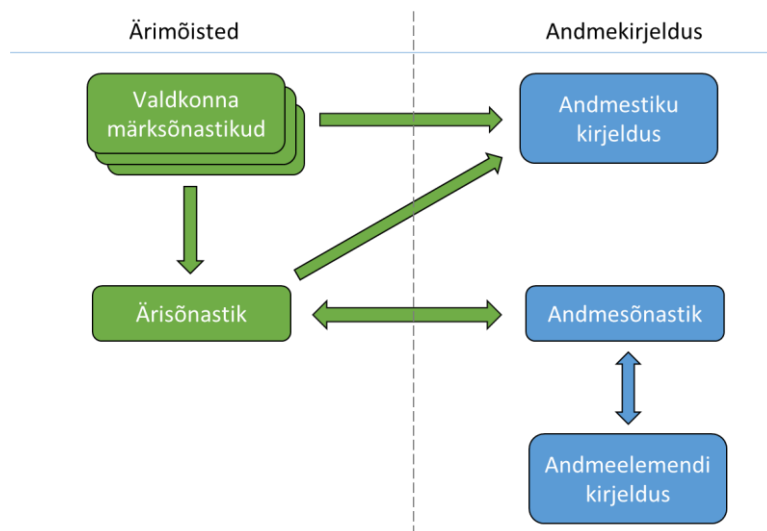 Ärimõisted
Andmekirjeldus
Valdkonna
märksõnastikud
Andmestiku
kirjeldus
Ärisõnastik
Andmesõnastik
Andmeelemendi
kirjeldus